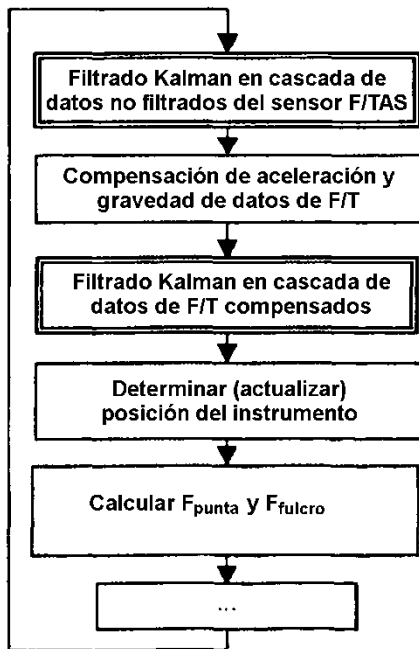 Filtrado Kalman en cascada de
datos no filtrados del sensor F/TAS
Compensación de aceleración y
gravedad de datos de F/T
Filtrado Kalman en cascada de
datos de F/T compensados
Determinar (actualizar)
posición del instrumento
Calcular Fpunta y Ffulcro
...